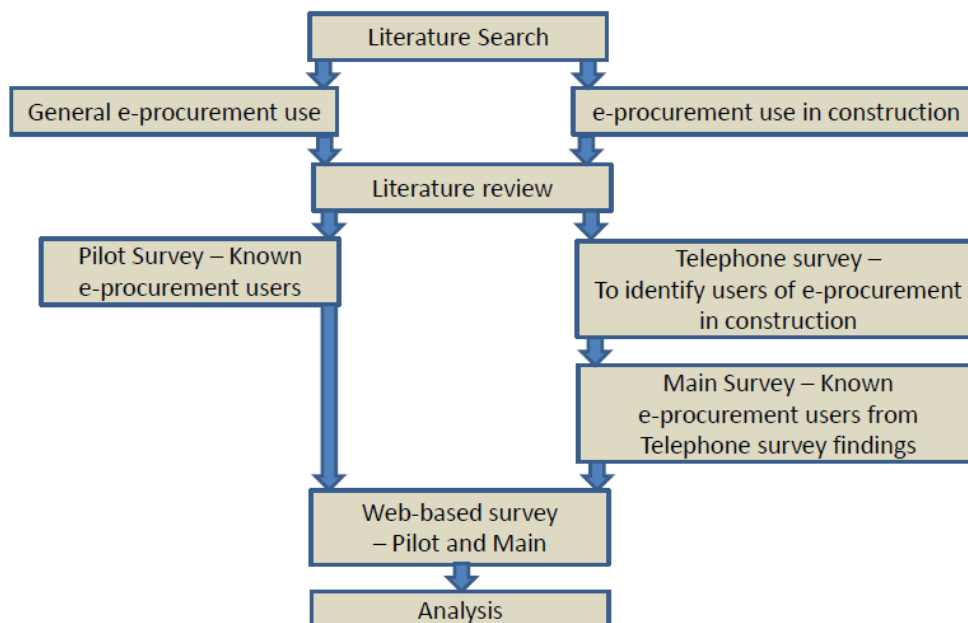 Literature Search
General e-procurement use
e-procurement use in construction
Literature review
Pilot Survey – Known
e-procurement users
Telephone survey –
To identify users of e-procurement
in construction
Main Survey – Known
e-procurement users from
Telephone survey findings
Web-based survey
– Pilot and Main
Analysis